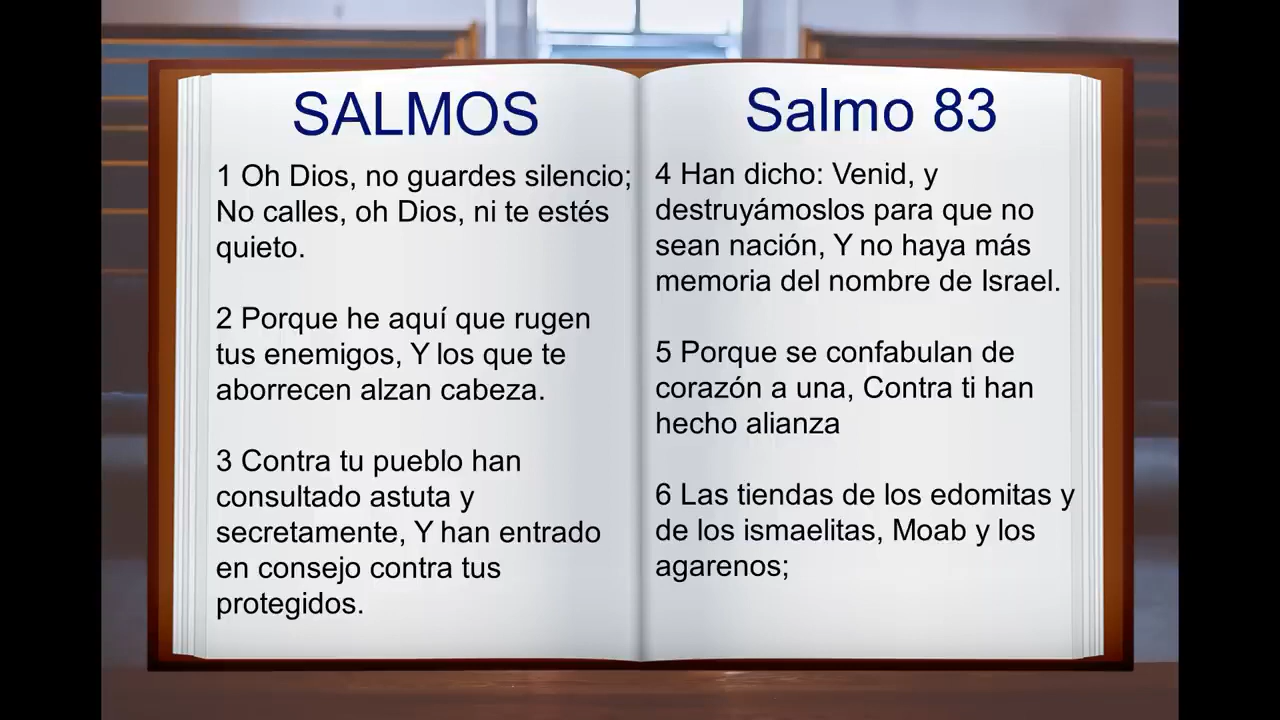 SALMOS
1 Oh Dios, no guardes silencio;
No calles, oh Dios, ni te estés
quieto.
2 Porque he aquí que rugen
tus enemigos, Y los que te
aborrecen alzan cabeza.
3 Contra tu pueblo han
consultado astuta y
secretamente, Y han entrado
en consejo contra tus
protegidos.
Salmo 83
4 Han dicho: Venid, y
destruyámoslos para que no
sean nación, Y no haya más
memoria del nombre de Israel.
5 Porque se confabulan de
corazón a una, Contra ti han
hecho alianza
6 Las tiendas de los edomitas y
de los ismaelitas, Moab y los
agarenos;